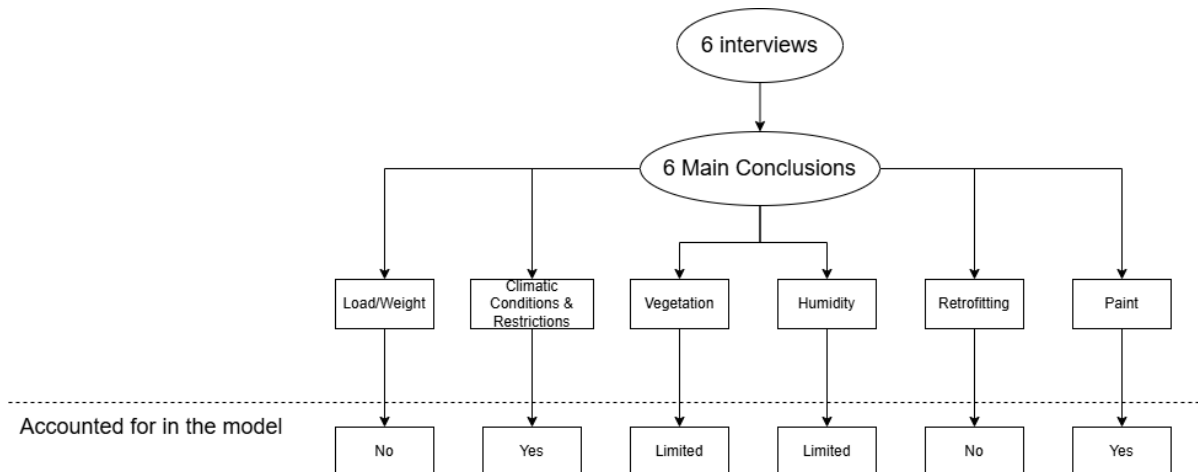 6 interviews
6 Main Conclusions
Load/Weight
Climatic
Conditions &
Restrictions
Vegetation
Humidity
Retrofitting
Paint
Accounted for in the model
No
Yes
Limited
Limited
No
Yes